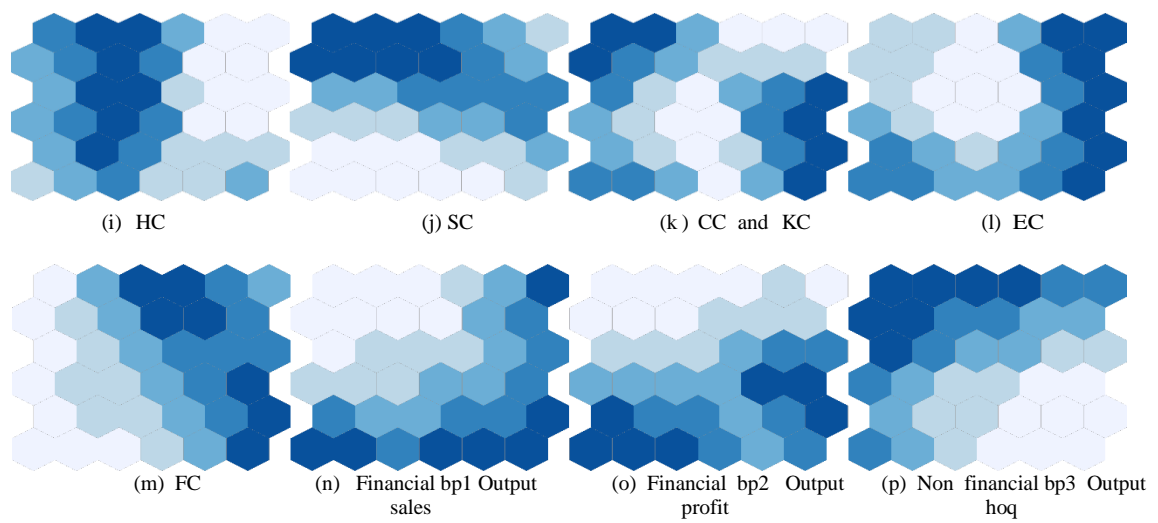 (i) HC
(j) SC
(k ) CC and KC
(l) EC
(m) FC
(n) Financial bp1 Output
sales
(o) Financial bp2 Output
profit
(p) Non financial bp3 Output
hoq